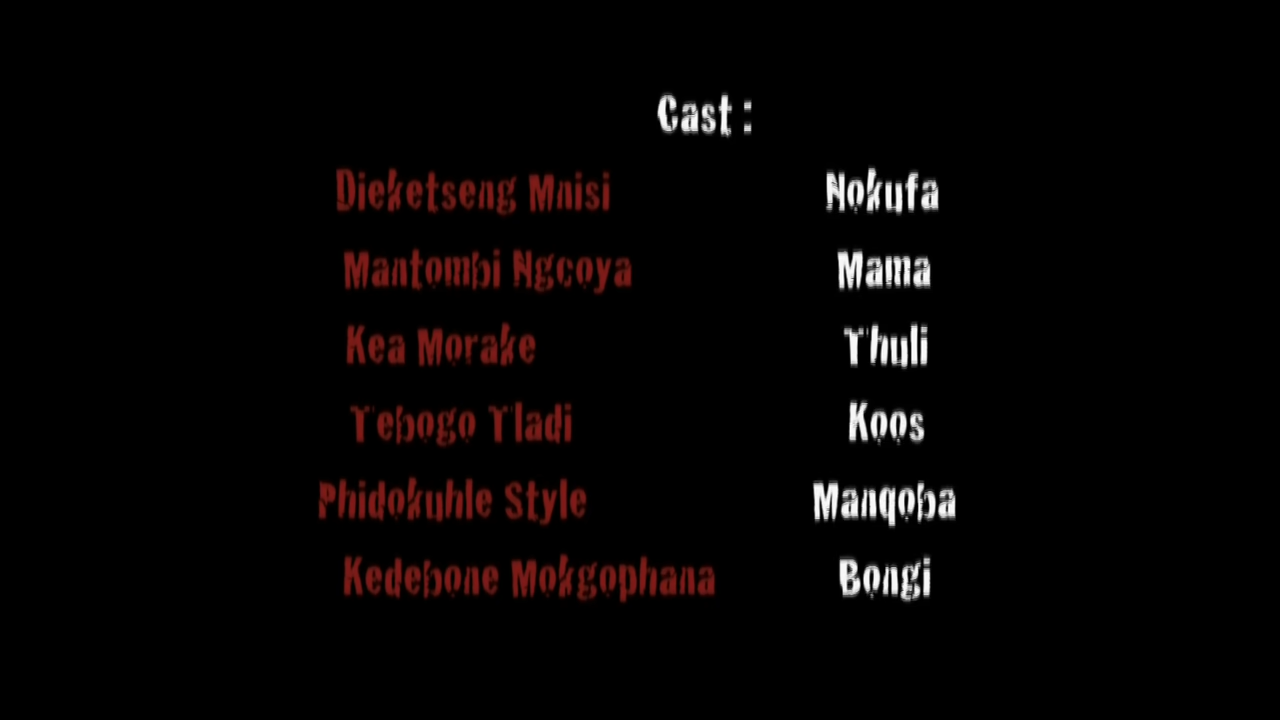 Cast :
Dieketseng Mnisi Nokufa
Mantombi Ngcoya Mama
Kea Morake Thuli
Tebogo Tladi Koos
Phidokuhle Style Manqoba
Kedebone Mokgophana Bongi